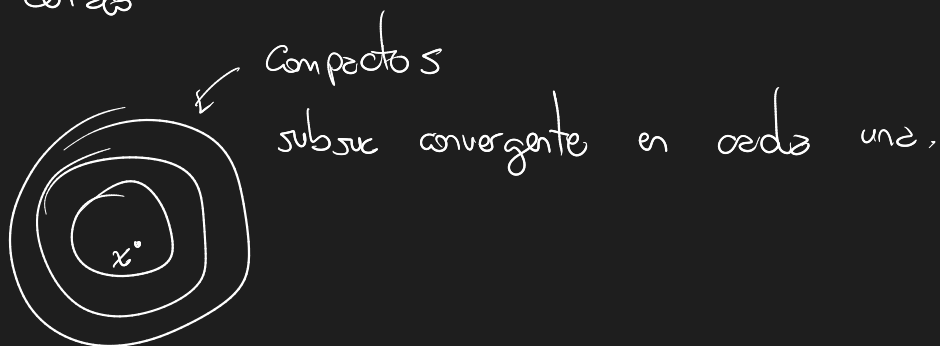 compactos
subsuc convergente en cada una.
x